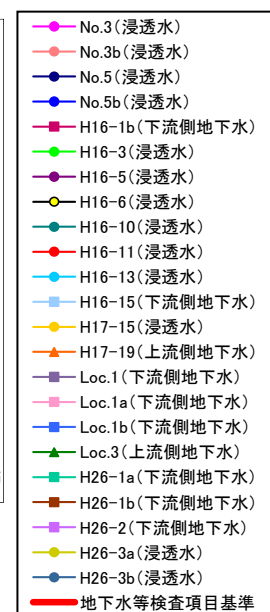 No.3(浸透水)
No.3b(浸透水)
No.5(浸透水)
No.5b(浸透水)
H16-1b(下流側地下水)
H16-3(浸透水)
H16-5(浸透水)
H16-6(浸透水)
H16-10(浸透水)
H16-11(浸透水)
H16-13(浸透水)
H16-15(下流側地下水)
H17-15(浸透水)
H17-19(上流側地下水)
Loc.1(下流側地下水)
Loc.1a(下流側地下水)
Loc.1b(下流側地下水)
Loc.3(上流側地下水)
H26-1a(下流側地下水)
H26-1b(下流側地下水)
H26-2(下流側地下水)
H26-3a(浸透水)
H26-3b(浸透水)
地下水等検査項目基準